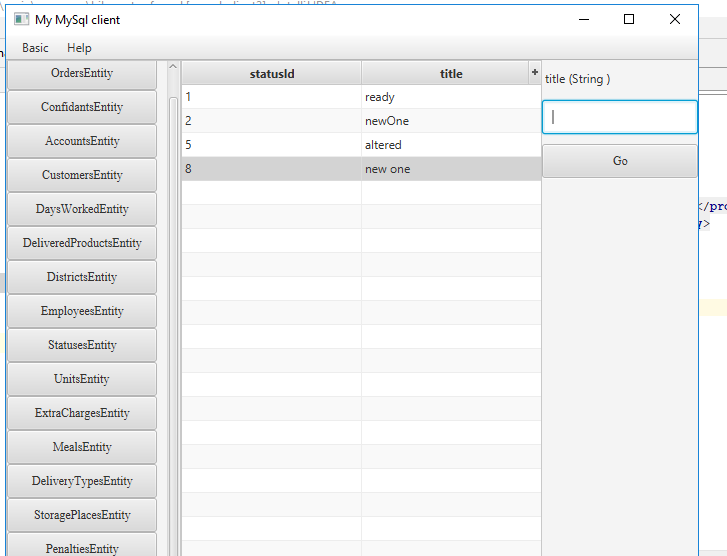 My MySql client
Basic Help
OrdersEntity
ConfidantsEntity
AccountsEntity
CustomersEntity
DaysWorkedEntity
DeliveredProductsEntity
DistrictsEntity
EmployeesEntity
StatusesEntity
UnitsEntity
ExtraChargesEntity
MealsEntity
DeliveryTypesEntity
StoragePlacesEntity
PenaltiesEntity
statusId title +
1 ready
2 newOne
5 altered
8 new one
title (String )
Go
</pro
>